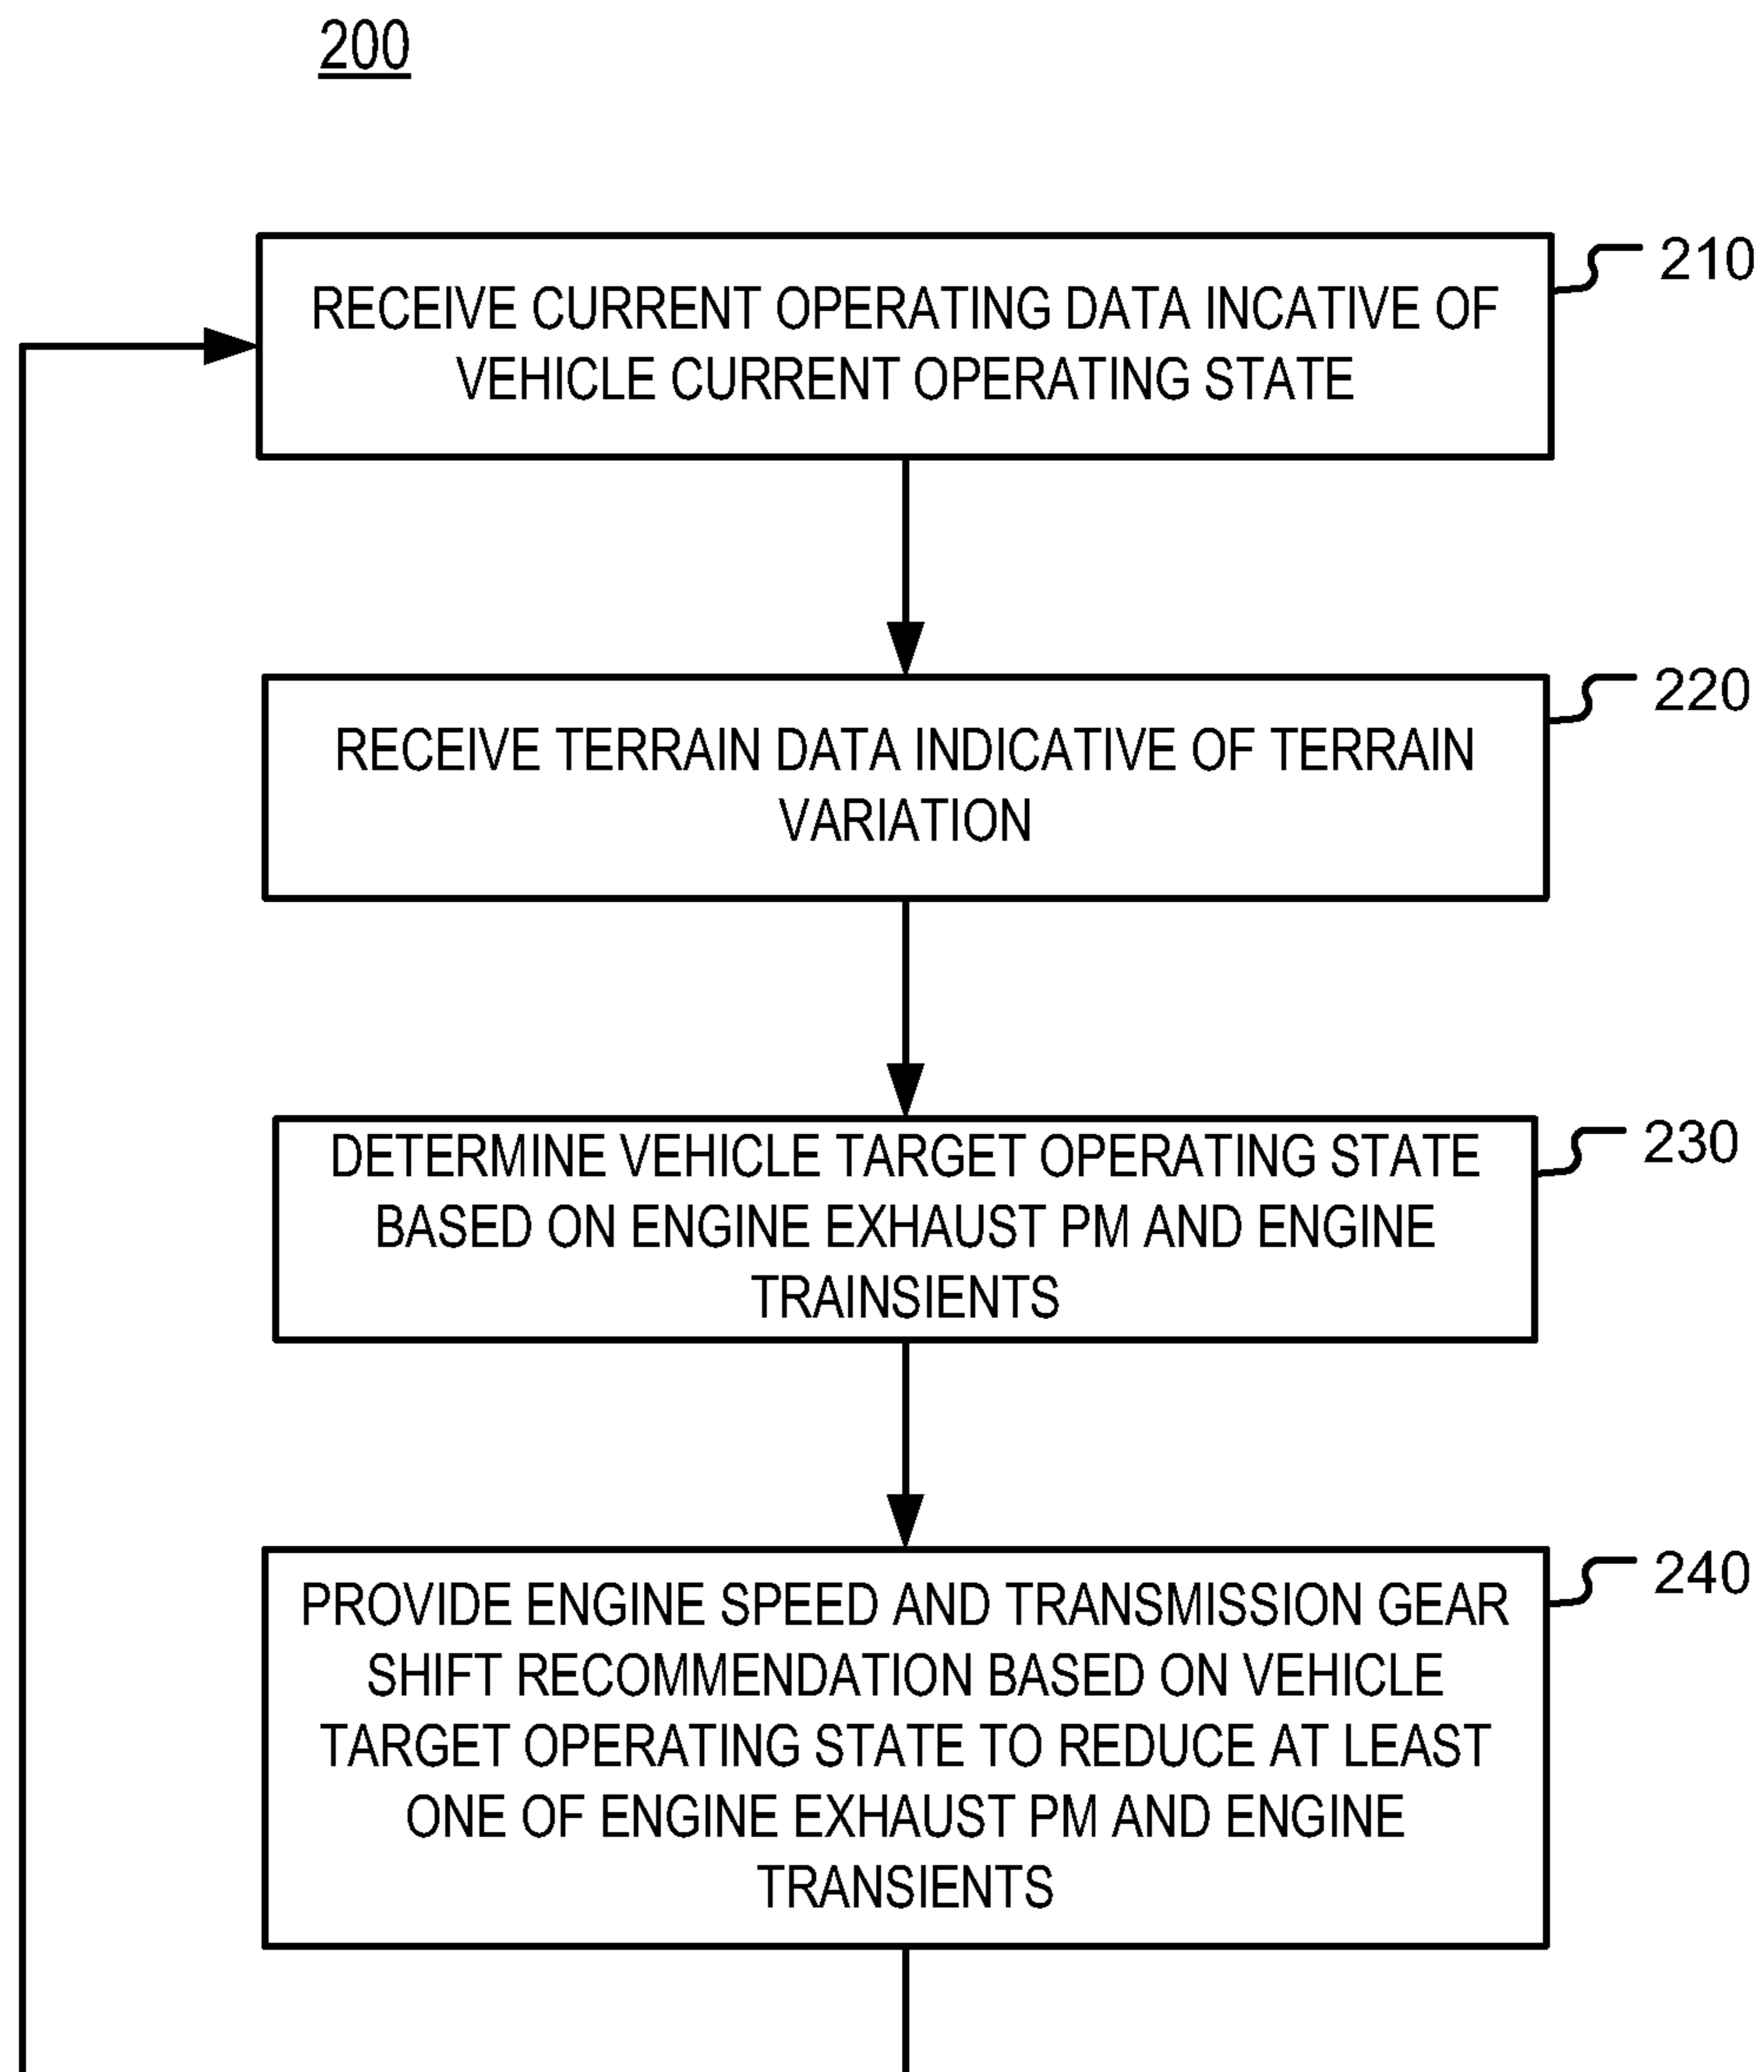 200
RECEIVE CURRENT OPERATING DATA INCATIVE OF
VEHICLE CURRENT OPERATING STATE
210
RECEIVE TERRAIN DATA INDICATIVE OF TERRAIN
VARIATION
220
DETERMINE VEHICLE TARGET OPERATING STATE
BASED ON ENGINE EXHAUST PM AND ENGINE
TRAINSIENTS
230
PROVIDE ENGINE SPEED AND TRANSMISSION GEAR
SHIFT RECOMMENDATION BASED ON VEHICLE
TARGET OPERATING STATE TO REDUCE AT LEAST
ONE OF ENGINE EXHAUST PM AND ENGINE
TRANSIENTS
240